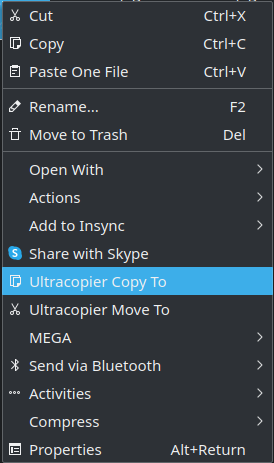 Cut Ctrl+X
Copy Ctrl+C
Paste One File Ctrl+V
Rename... F2
Move to Trash Del
Open With
Actions
Add to Insync
Share with Skype
Ultracopier Copy To
Ultracopier Move To
MEGA
Send via Bluetooth
Activities
Compress
Properties Alt+Return